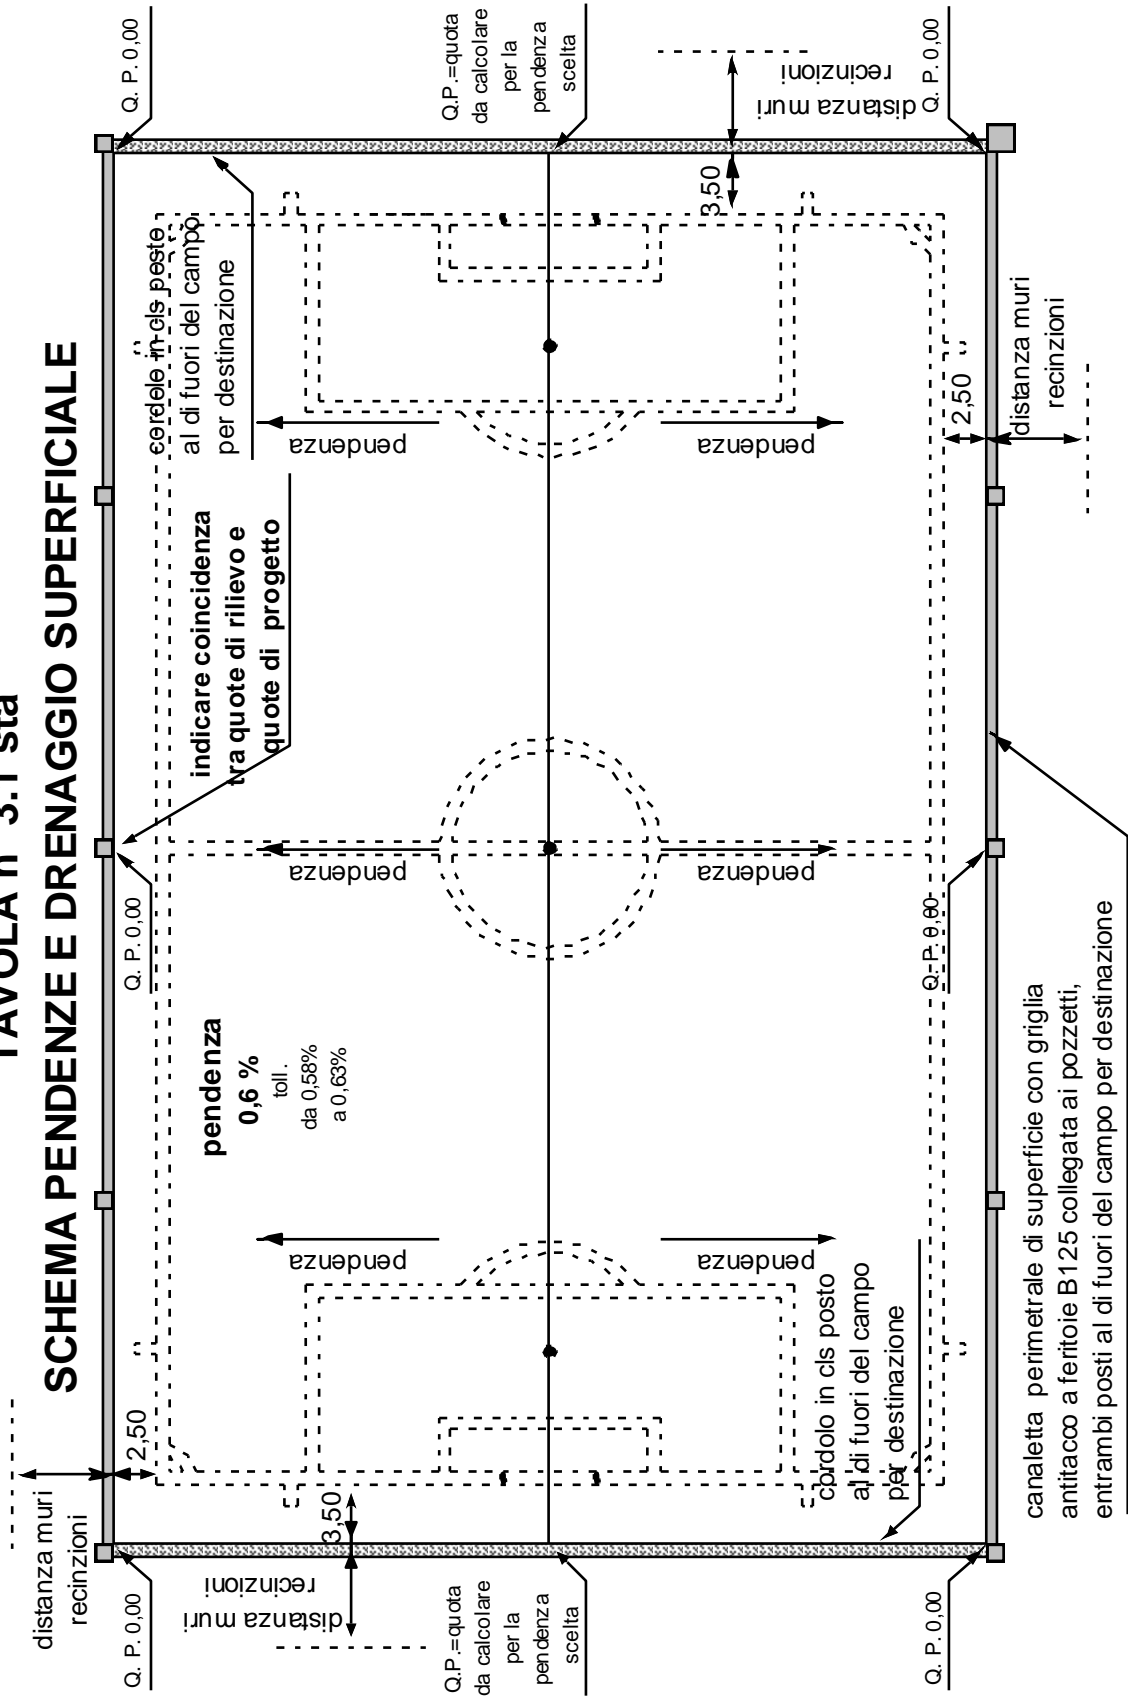 TAVOLA n° 3.1 sta
SCHEMA PENDENZE E DRENAGGIO SUPERFICIALE
distanza muri
recinzioni
2,50
Q. P. 0,00
Q. P. 0,00
Q. P. 0,00
indicare coincidenza
tra quote di rilievo e
quote di progetto
cordolo in cls posto
al di fuori del campo
per destinazione
pendenza
0,6 %
toll.
da 0,58%
a 0,63%
pendenza
pendenza
pendenza
distanza muri
recinzioni
3,50
Q.P.=quota
da calcolare
per la
pendenza
scelta
Q.P.=quota
da calcolare
per la
pendenza
scelta
pendenza
pendenza
pendenza
3,50
distanza muri
recinzioni
cordolo in cls posto
al di fuori del campo
per destinazione
Q. P. 0,00
Q. P. 0,00
Q. P. 0,00
2,50
distanza muri
recinzioni
canaletta perimetrale di superficie con griglia
antitacco a feritoie B125 collegata ai pozzetti,
entrambi posti al di fuori del campo per destinazione